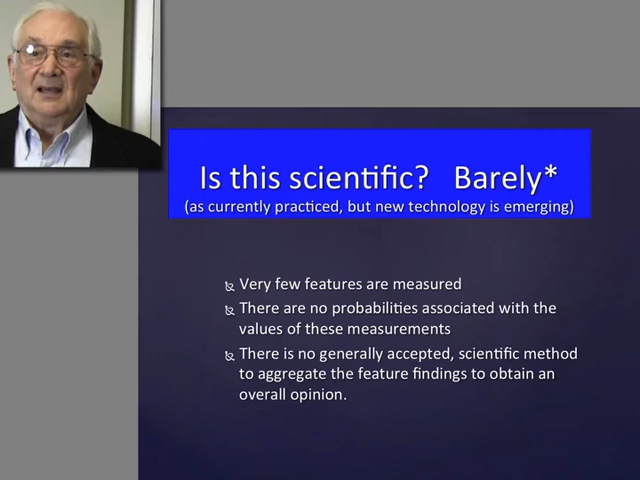 Is this scientific? Barely*
(as currently practiced, but new technology is emerging)
Very few features are measured
There are no probabilities associated with the
values of these measurements
There is no generally accepted, scientific method
to aggregate the feature findings to obtain an
overall opinion.